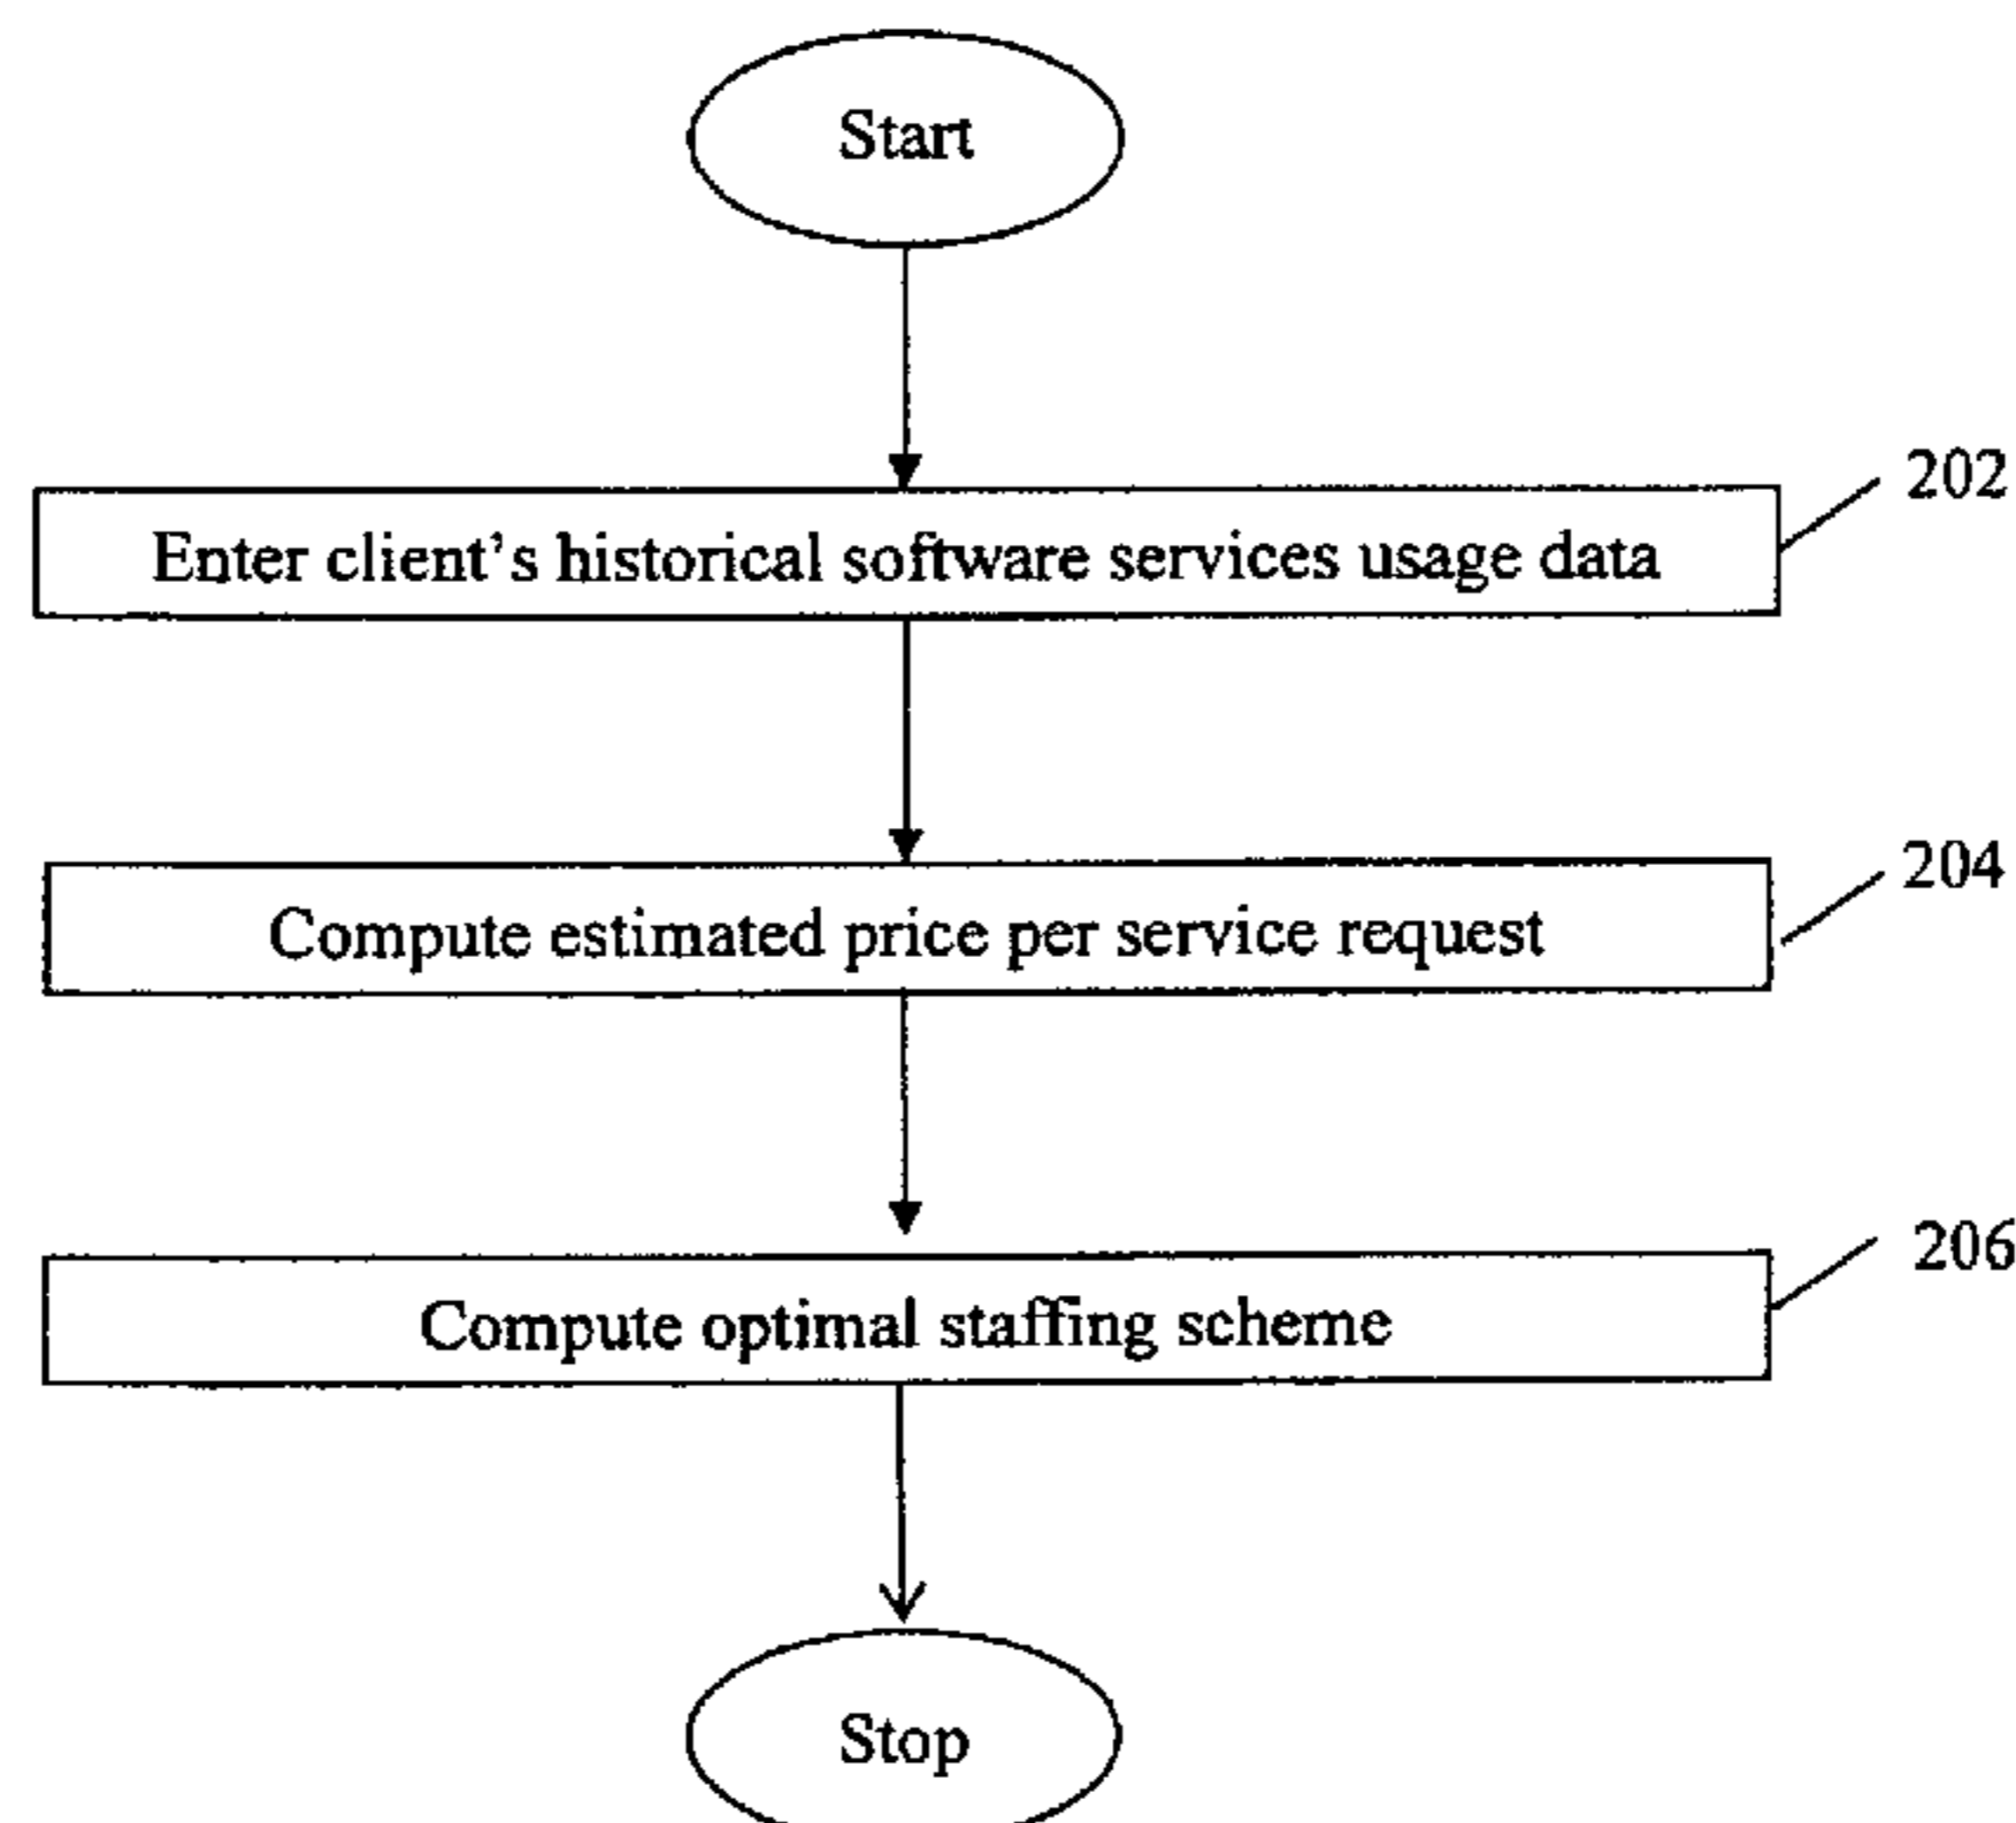 Start
202
Enter client's historical software services usage data
204
Compute estimated price per service request
206
Compute optimal staffing scheme
Stop